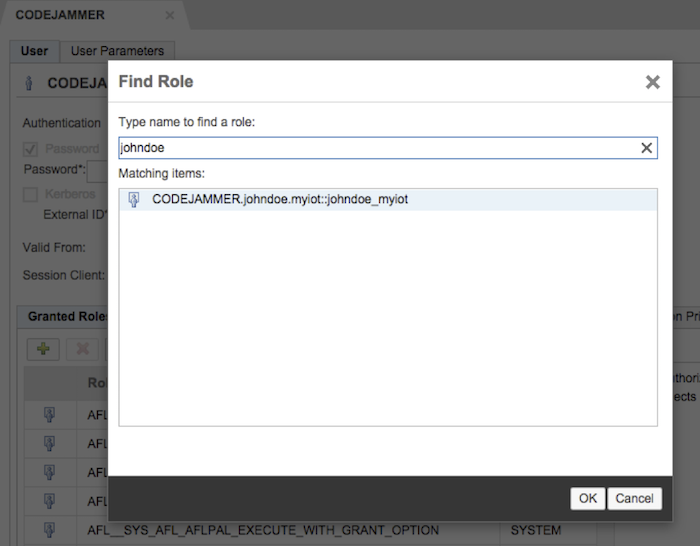 CODEJAMMER
User User Parameters
CODEJA
Find Role
Authentication
Type name to find a role:
Password
johndoe
Password*:
Matching items:
Kerberos
CODEJAMMER.johndoe.myiot::johndoe_myiot
External ID*
Valid From:
Session Client:
Granted Roles
on Pri
Ro
thori
AFL
ects
AFL
AFL
AFL
OK Cancel
AFL__SYS_AFL_AFLPAL_EXECUTE_WITH_GRANT_OPTION SYSTEM